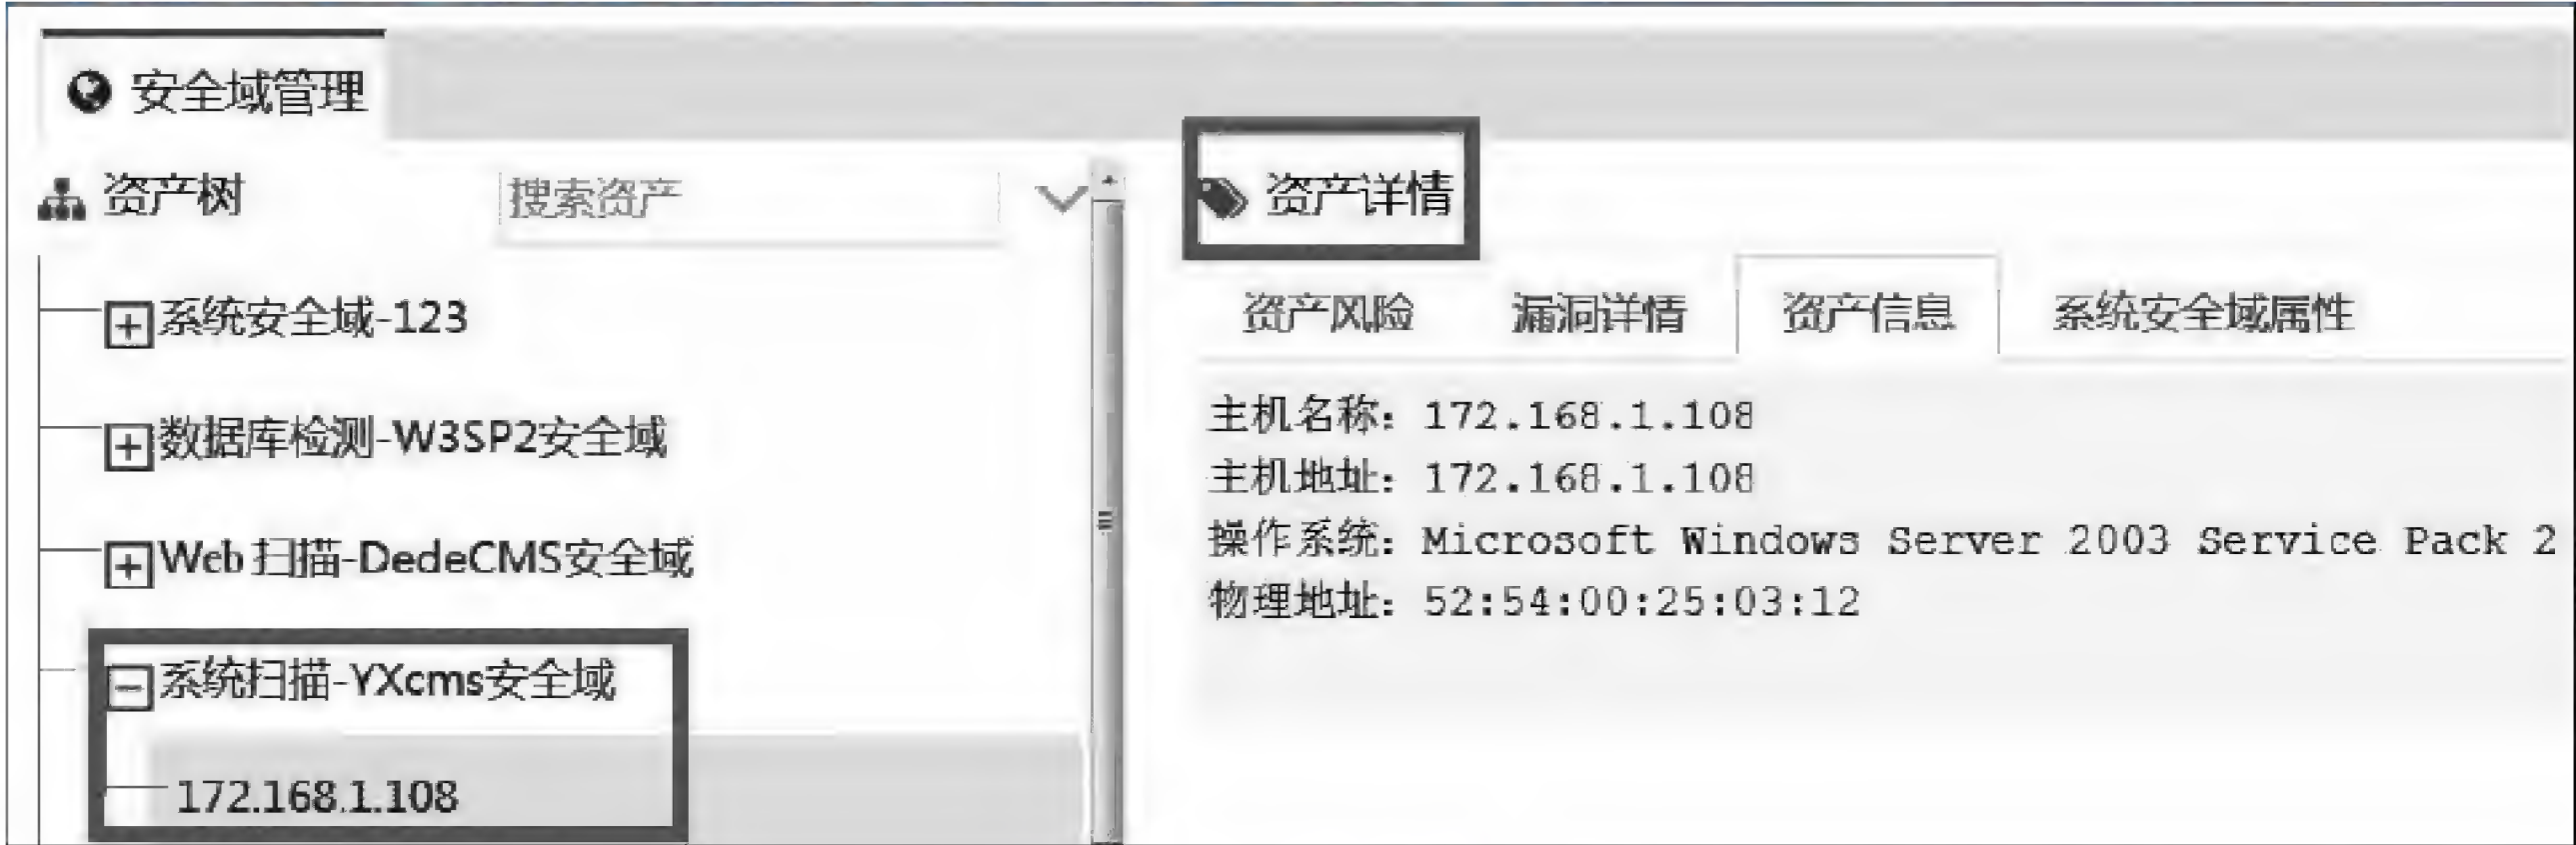 安全域管理
资产树
搜索资产
系统安全域-123
数据库检测-W3SP2安全域
Web 扫描-DedeCMS安全域
系统扫描-YXcms安全域
172.168.1.108
资产详情
资产风险 漏洞详情 资产信息 系统安全域属性
主机名称：172.168.1.108
主机地址：172.168.1.108
操作系统：Microsoft Windows Server 2003 Service Pack 2
物理地址：52:54:00:25:03:12